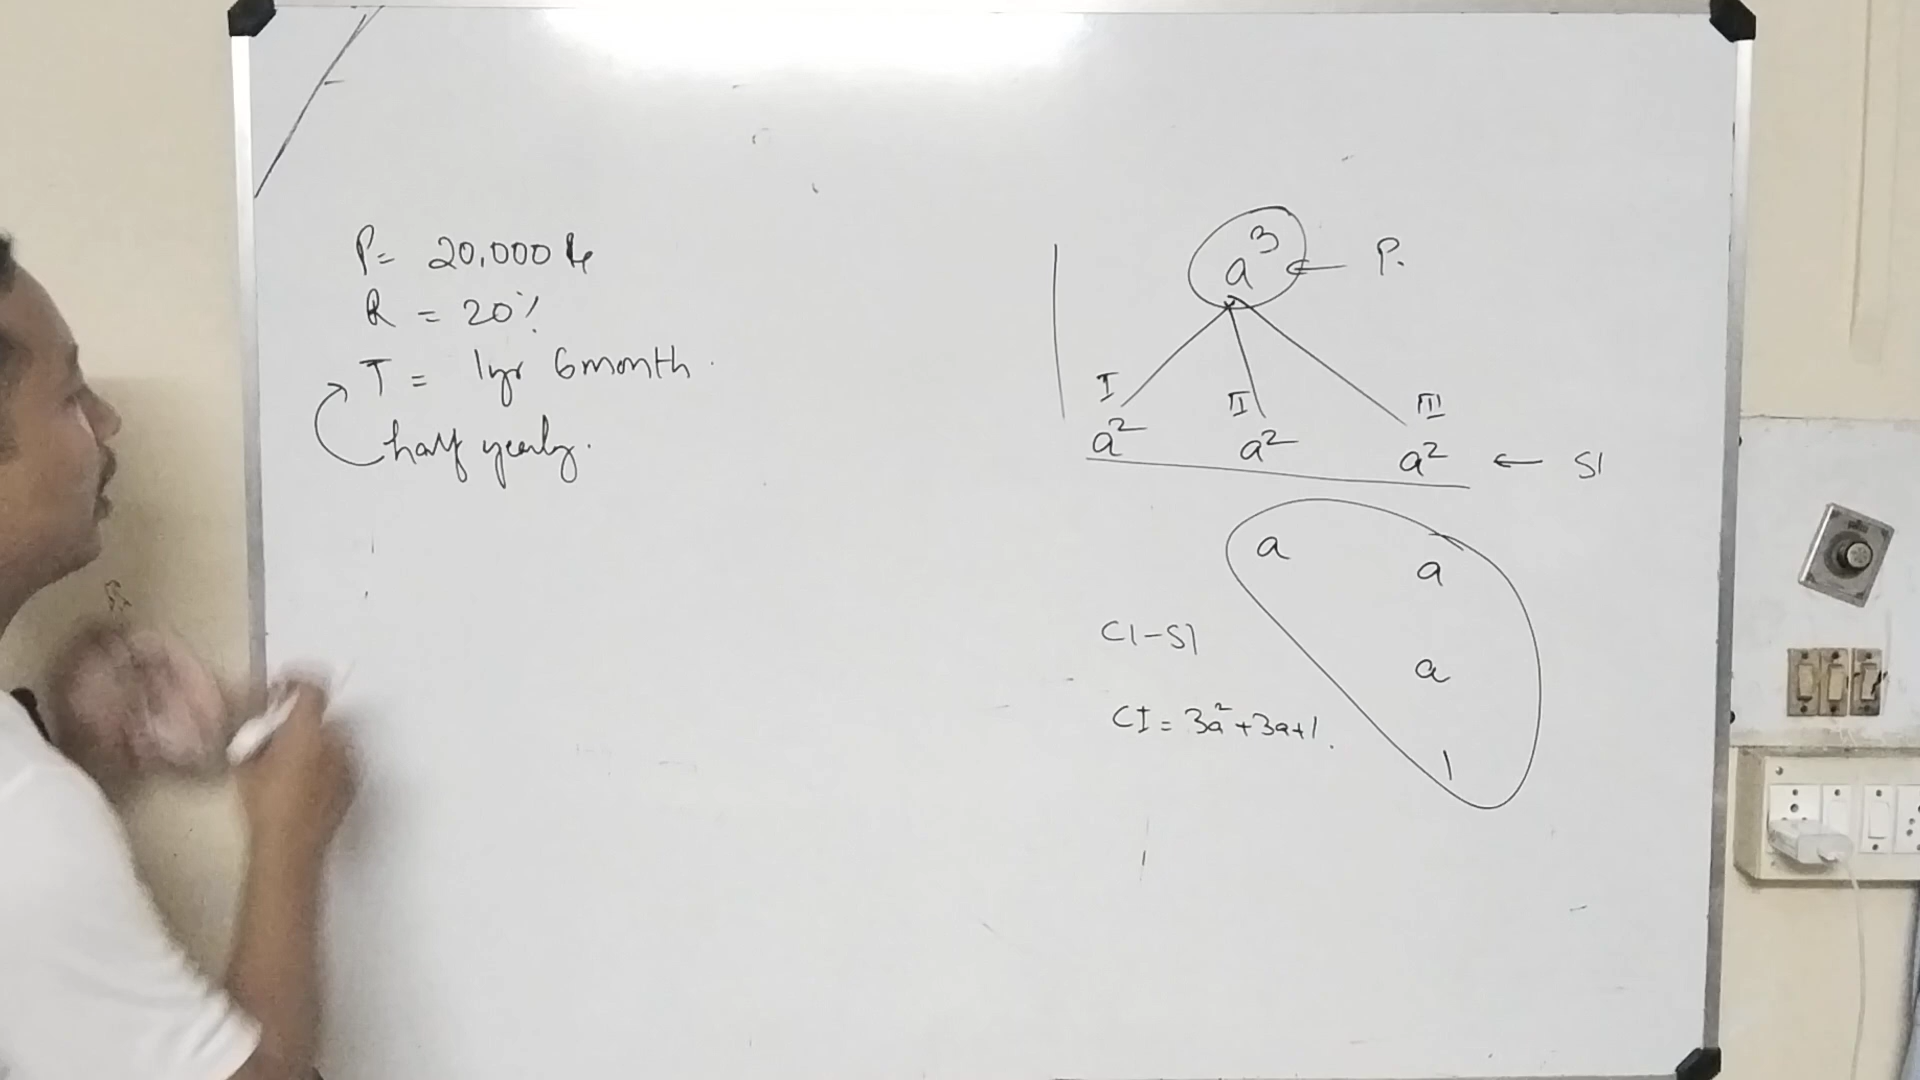 P= 20,000 Rs
R = 20%
T = 1yr 6month.
half yearly.
a³ ← P.
I II III
a² a² a² ← SI
a a
CI-SI
a
CI = 3a²+3a+1.
1